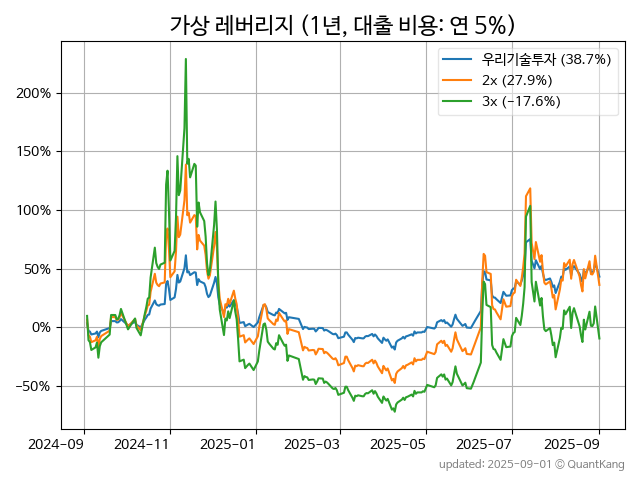 가상 레버리지 (1년, 대출 비용: 연 5%)
우리기술투자 (38.7%)
2x (27.9%)
3x (−17.6%)
200%
150%
100%
50%
0%
−50%
2024-09 2024-11 2025-01 2025-03 2025-05 2025-07 2025-09
updated: 2025-09-01 © QuantKang